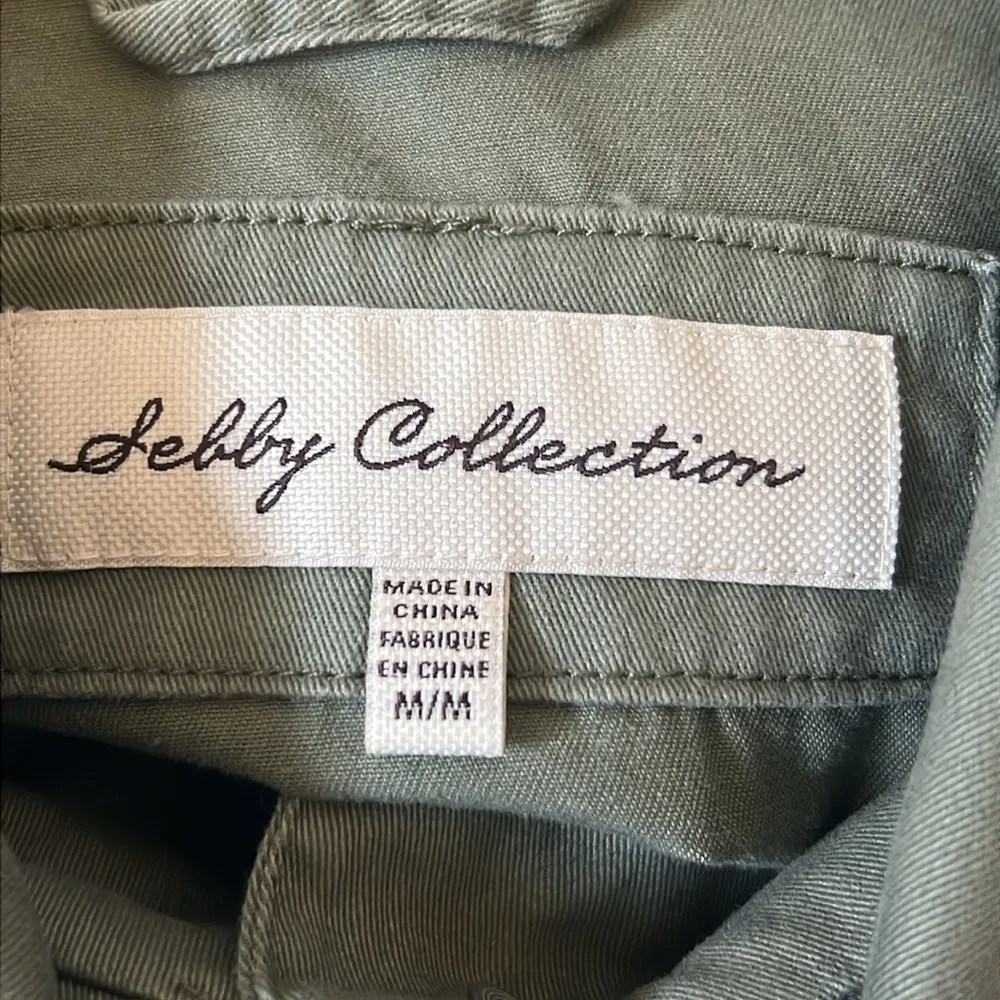 Sebby Collection
MADE IN
CHINA
FABRIQUE
EN CHINE
M/M